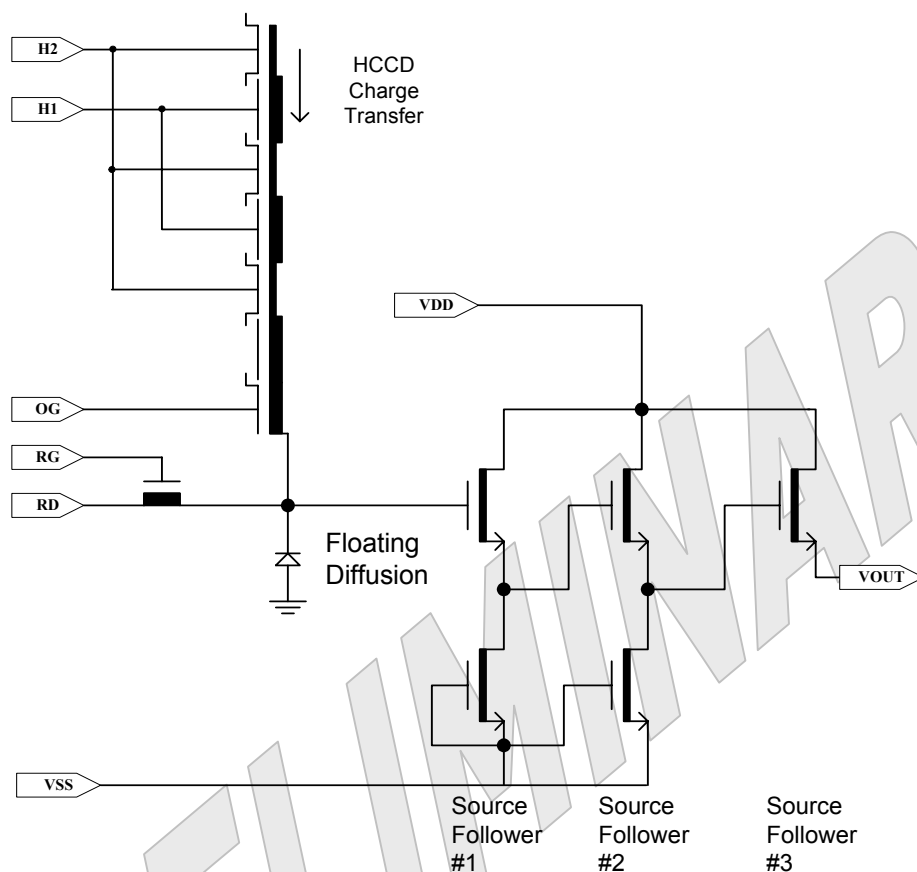 H2
HCCD
Charge
Transfer
H1
VDD
OG
RG
RD
Floating
Diffusion
VOUT
VSS
Source
Follower
#1
Source
Follower
#2
Source
Follower
#3
ELIMINAR